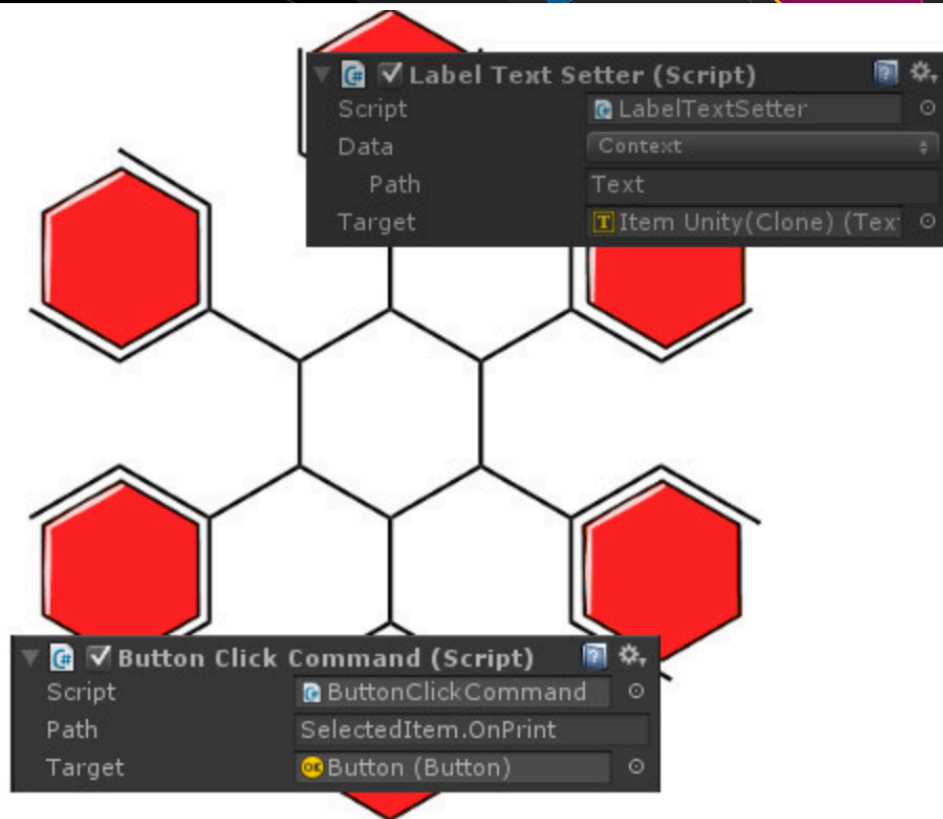 Label Text Setter (Script)
Script LabelTextSetter
Data Context
Path Text
Target Item Unity(Clone) (Tex
Button Click Command (Script)
Script ButtonClickCommand
Path SelectedItem.OnPrint
Target Button (Button)